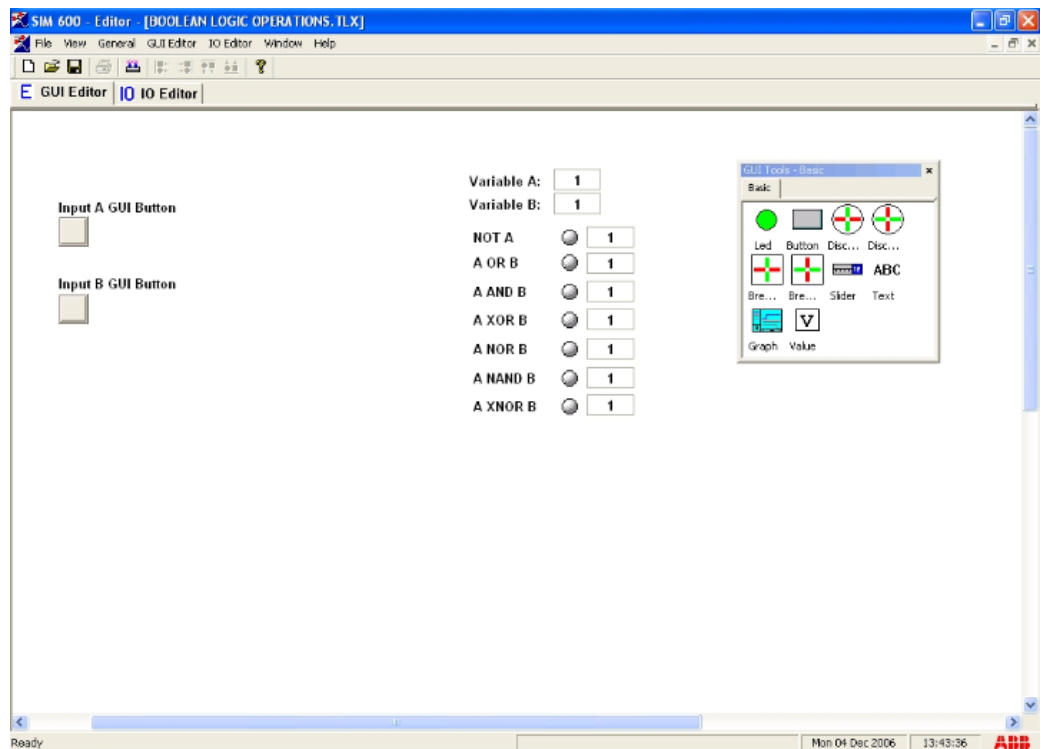 SIM 600 - Editor - [BOOLEAN LOGIC OPERATIONS.TLX]
File View General GUI Editor IO Editor Window Help
E GUI Editor IO IO Editor
Input A GUI Button
Input B GUI Button
Variable A: 1
Variable B: 1
NOT A 1
A OR B 1
A AND B 1
A XOR B 1
A NOR B 1
A NAND B 1
A XNOR B 1
GUI Tools - Basic
Basic
Led Button Disc... Disc...
ABC
Bre... Bre... Slider Text
V
Graph Value
Ready Mon 04 Dec 2006 13:43:36 ABB